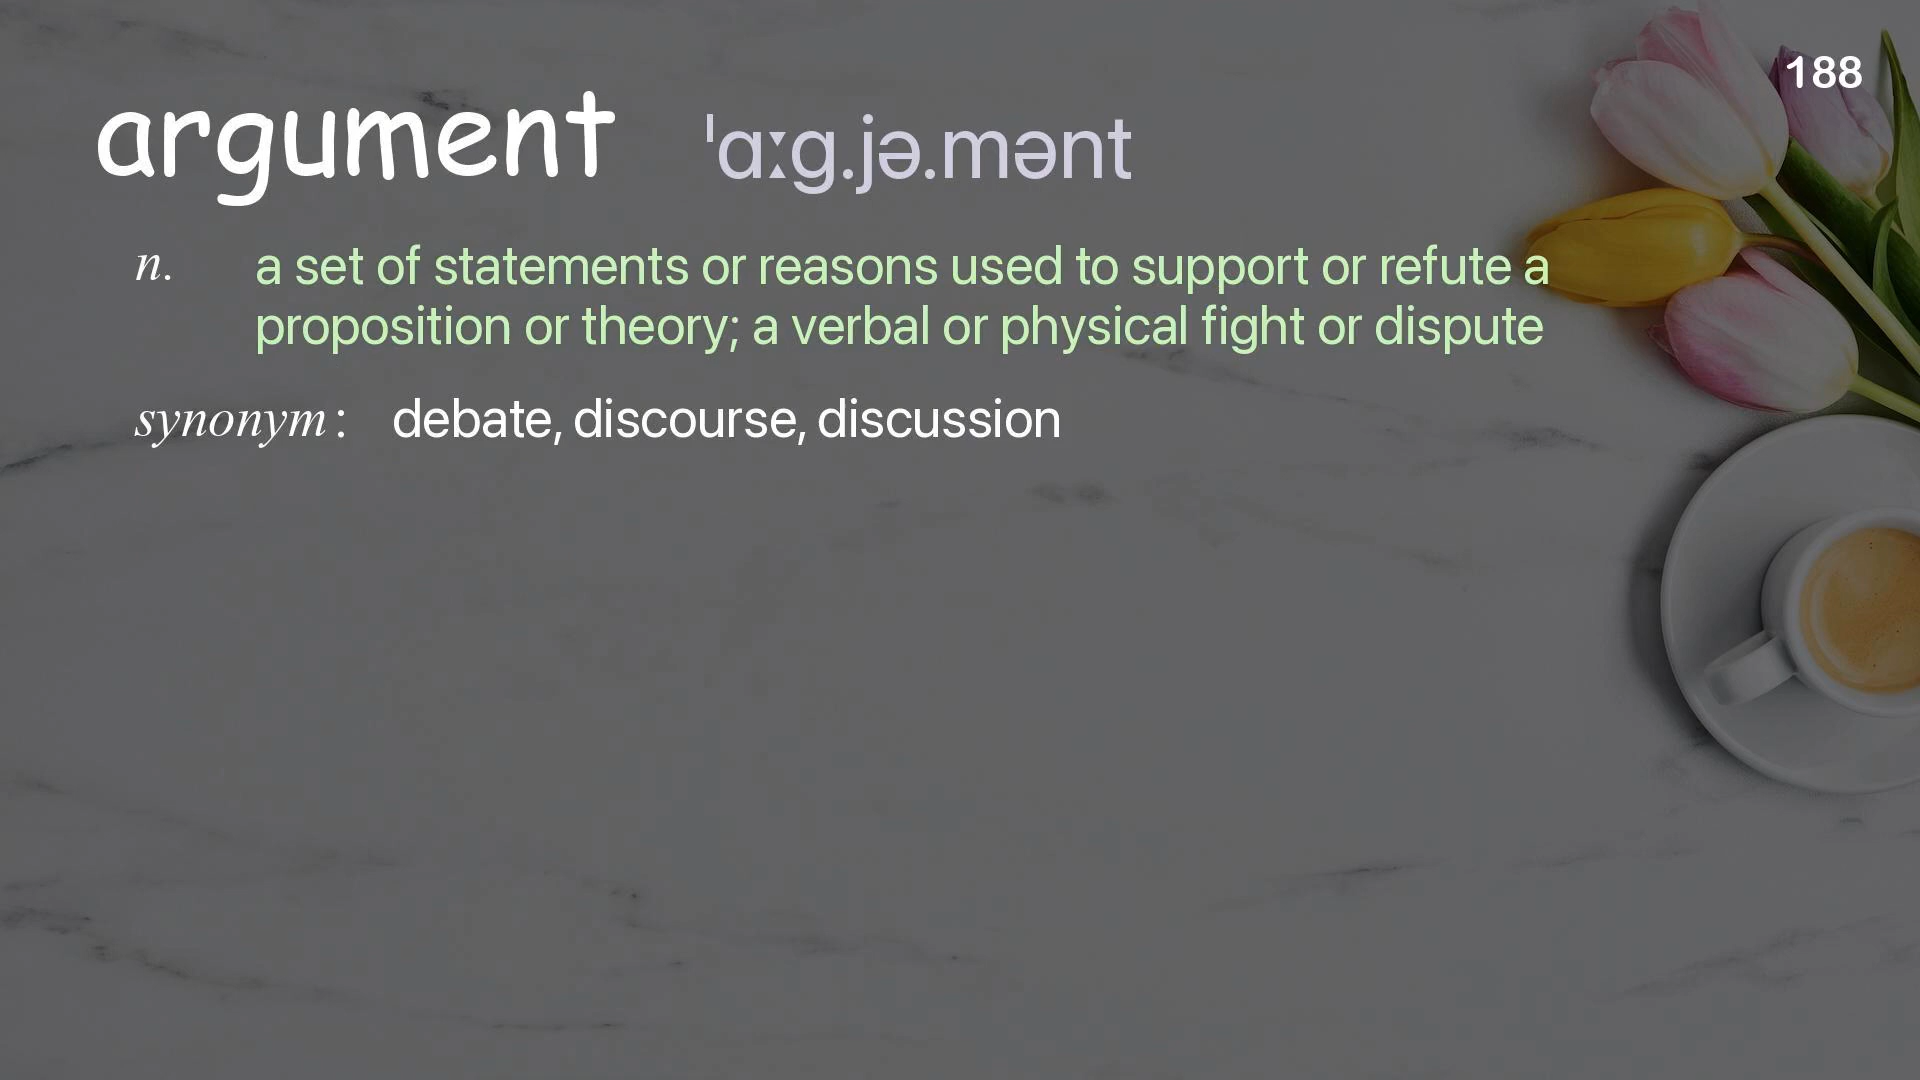 188
argument ˈɑːɡ.jə.mənt
n. a set of statements or reasons used to support or refute a
proposition or theory; a verbal or physical fight or dispute
synonym: debate, discourse, discussion